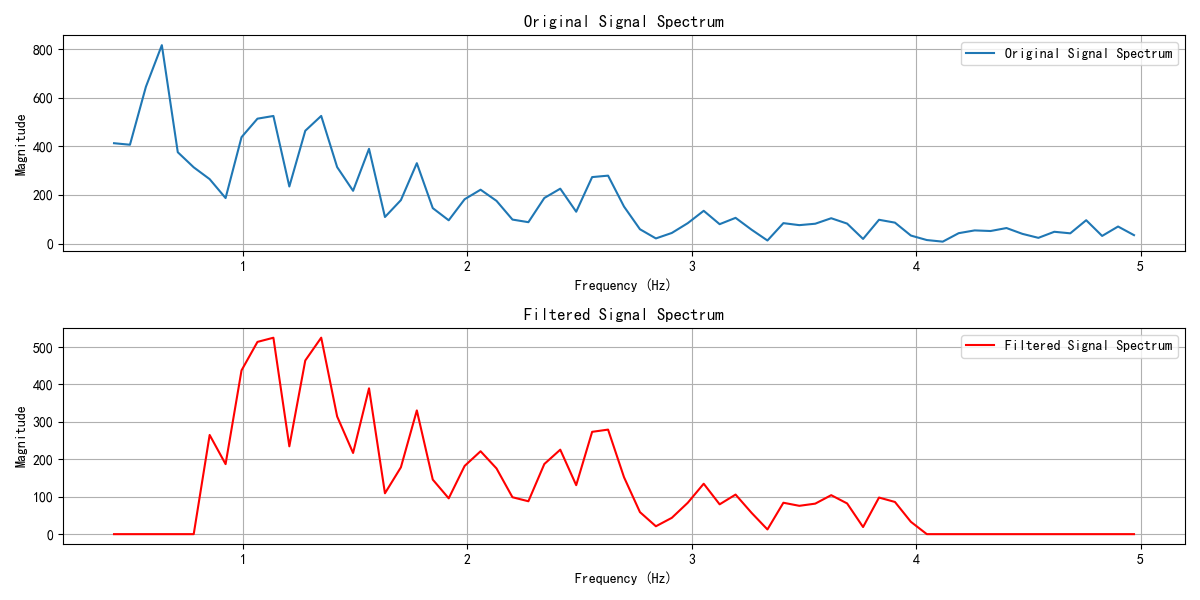 Original Signal Spectrum
Original Signal Spectrum
Magnitude
800
600
400
200
0
1 2 3 4 5
Frequency (Hz)
Filtered Signal Spectrum
Filtered Signal Spectrum
Magnitude
500
400
300
200
100
0
1 2 3 4 5
Frequency (Hz)